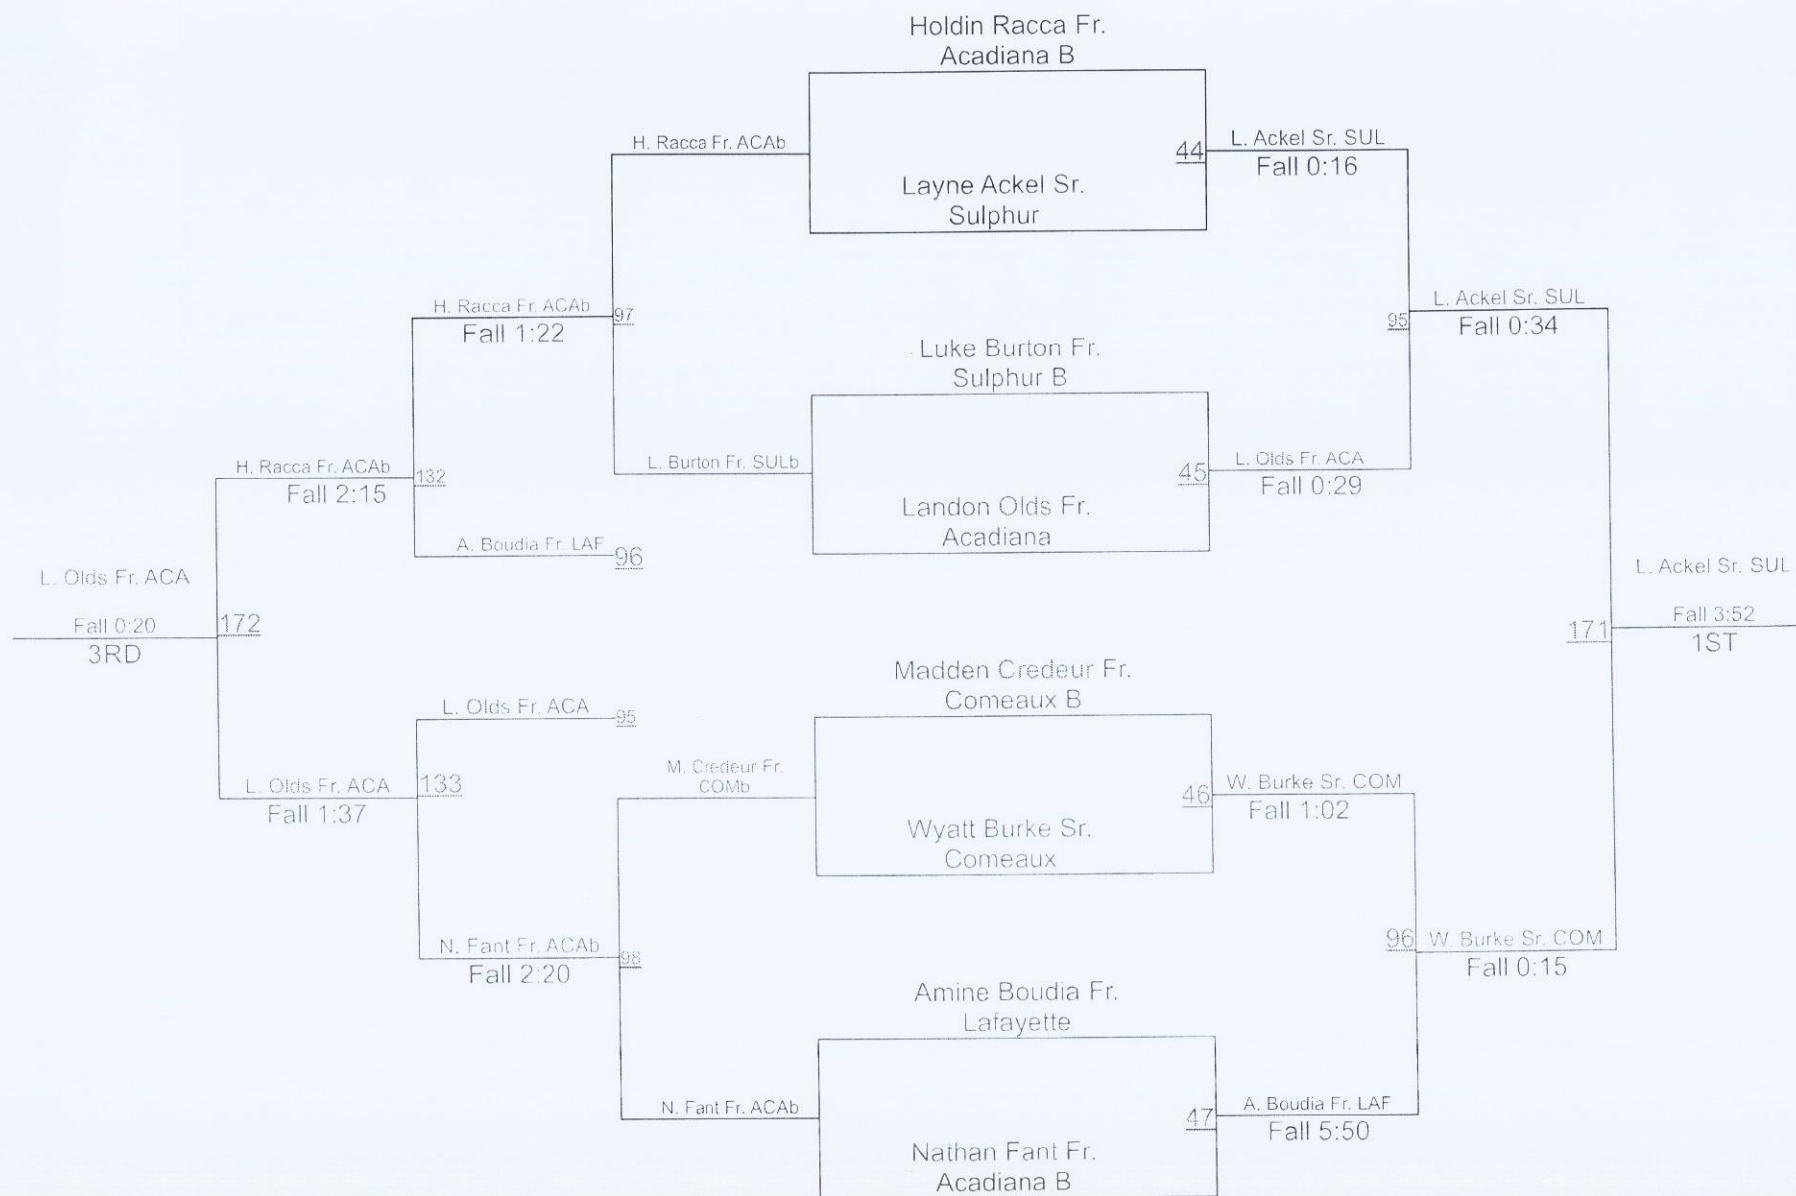 Holdin Racca Fr.
Acadiana B
H. Racca Fr. ACAb
44
L. Ackel Sr. SUL
Fall 0:16
Layne Ackel Sr.
Sulphur
H. Racca Fr. ACAb
Fall 1:22
97
L. Ackel Sr. SUL
Fall 0:34
95
Luke Burton Fr.
Sulphur B
L. Burton Fr. SULb
45
L. Olds Fr. ACA
Fall 0:29
H. Racca Fr. ACAb
Fall 2:15
132
Landon Olds Fr.
Acadiana
A. Boudia Fr. LAF
96
L. Olds Fr. ACA
Fall 0:20
3RD
172
L. Ackel Sr. SUL
Fall 3:52
1ST
171
Madden Credeur Fr.
Comeaux B
L. Olds Fr. ACA
95
M. Credeur Fr.
COMb
L. Olds Fr. ACA
Fall 1:37
133
46
W. Burke Sr. COM
Fall 1:02
Wyatt Burke Sr.
Comeaux
N. Fant Fr. ACAb
Fall 2:20
98
96
W. Burke Sr. COM
Fall 0:15
Amine Boudia Fr.
Lafayette
N. Fant Fr. ACAb
47
A. Boudia Fr. LAF
Fall 5:50
Nathan Fant Fr.
Acadiana B